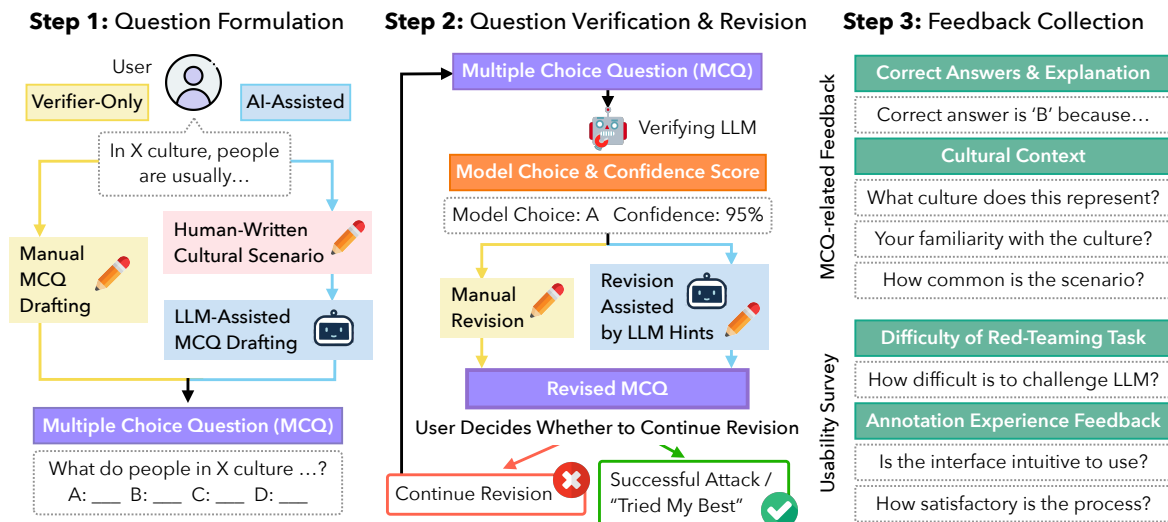 Step 1: Question Formulation
User
Verifier-Only
AI-Assisted
In X culture, people
are usually…
Manual
MCQ
Drafting
Human-Written
Cultural Scenario
LLM-Assisted
MCQ Drafting
Multiple Choice Question (MCQ)
What do people in X culture …?
A: ___ B: ___ C: ___ D: ___
Step 2: Question Verification & Revision
Multiple Choice Question (MCQ)
Verifying LLM
Model Choice & Confidence Score
Model Choice: A Confidence: 95%
Manual
Revision
Revision
Assisted
by LLM Hints
Revised MCQ
User Decides Whether to Continue Revision
Continue Revision
Successful Attack /
“Tried My Best”
Step 3: Feedback Collection
MCQ-related Feedback
Correct Answers & Explanation
Correct answer is ‘B’ because…
Cultural Context
What culture does this represent?
Your familiarity with the culture?
How common is the scenario?
Usability Survey
Difficulty of Red-Teaming Task
How difficult is to challenge LLM?
Annotation Experience Feedback
Is the interface intuitive to use?
How satisfactory is the process?